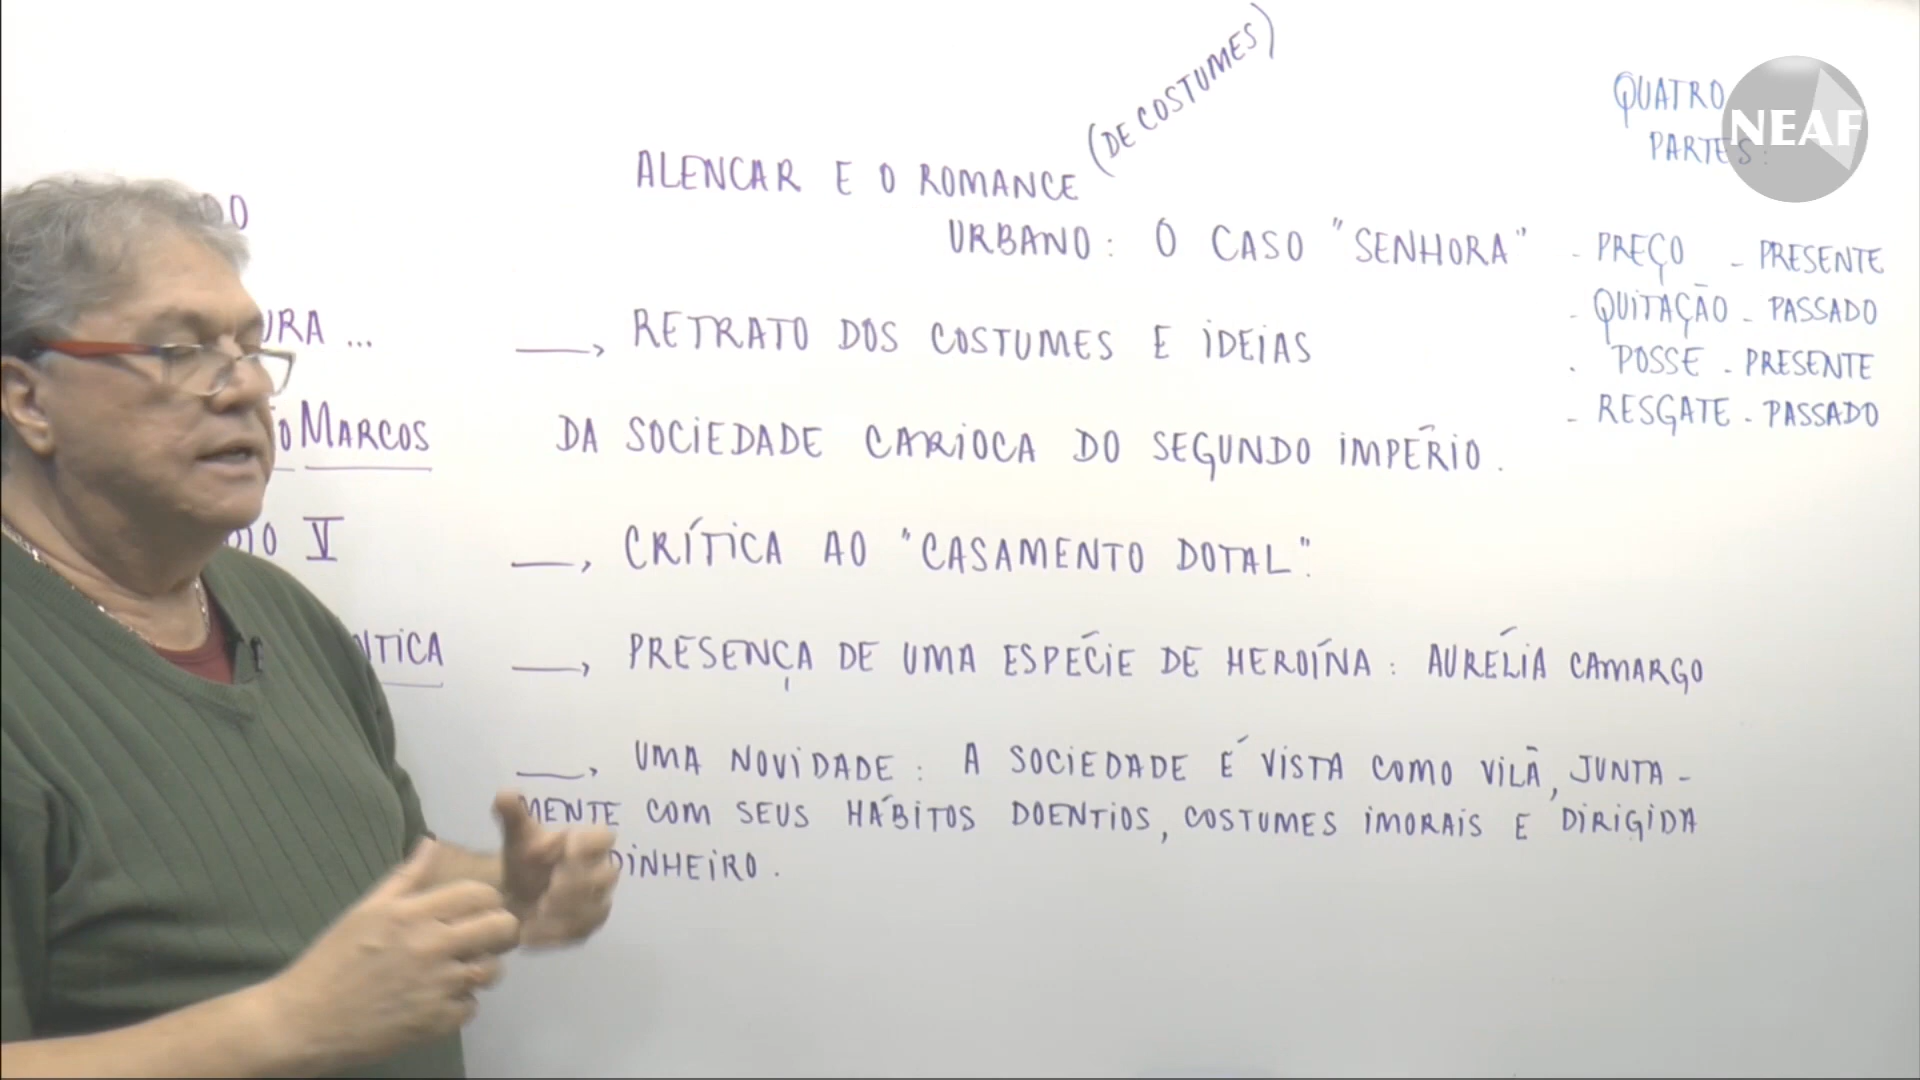 (DE COSTUMES)
ALENCAR E O ROMANCE
URBANO: O CASO "SENHORA"
RETRATO DOS COSTUMES E IDEIAS
DA SOCIEDADE CARIOCA DO SEGUNDO IMPÉRIO.
CRÍTICA AO "CASAMENTO DOTAL".
PRESENÇA DE UMA ESPÉCIE DE HEROÍNA: AURÉLIA CAMARGO
UMA NOVIDADE: A SOCIEDADE É VISTA COMO VILÃ, JUNTA-
MENTE COM SEUS HÁBITOS DOENTIOS, COSTUMES IMORAIS E DIRIGIDA
DINHEIRO.
QUATRO
PARTES:
NEAF
- PREÇO - PRESENTE
- QUITAÇÃO - PASSADO
- POSSE - PRESENTE
- RESGATE - PASSADO
MARCOS
V